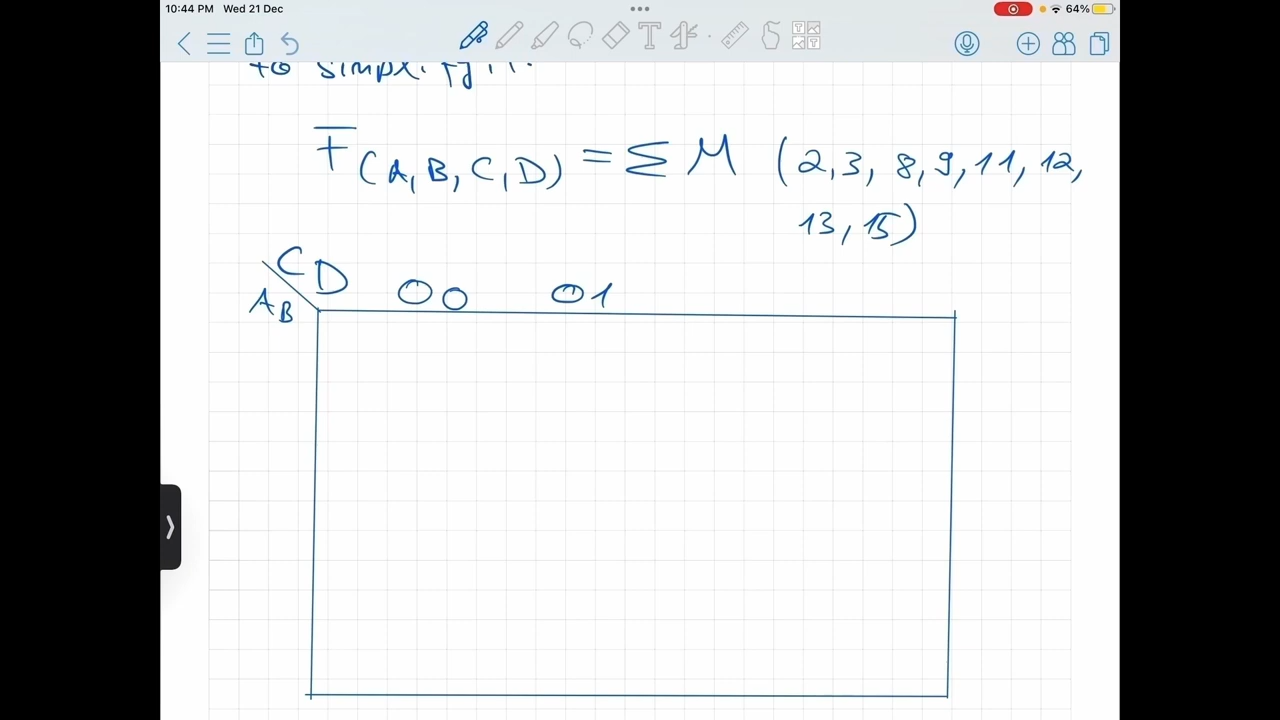 10:44 PM Wed 21 Dec
64%
F̅(A,B,C,D) = Σ M (2,3, 8,9, 11, 12,
13, 15)
CD 00 01
AB